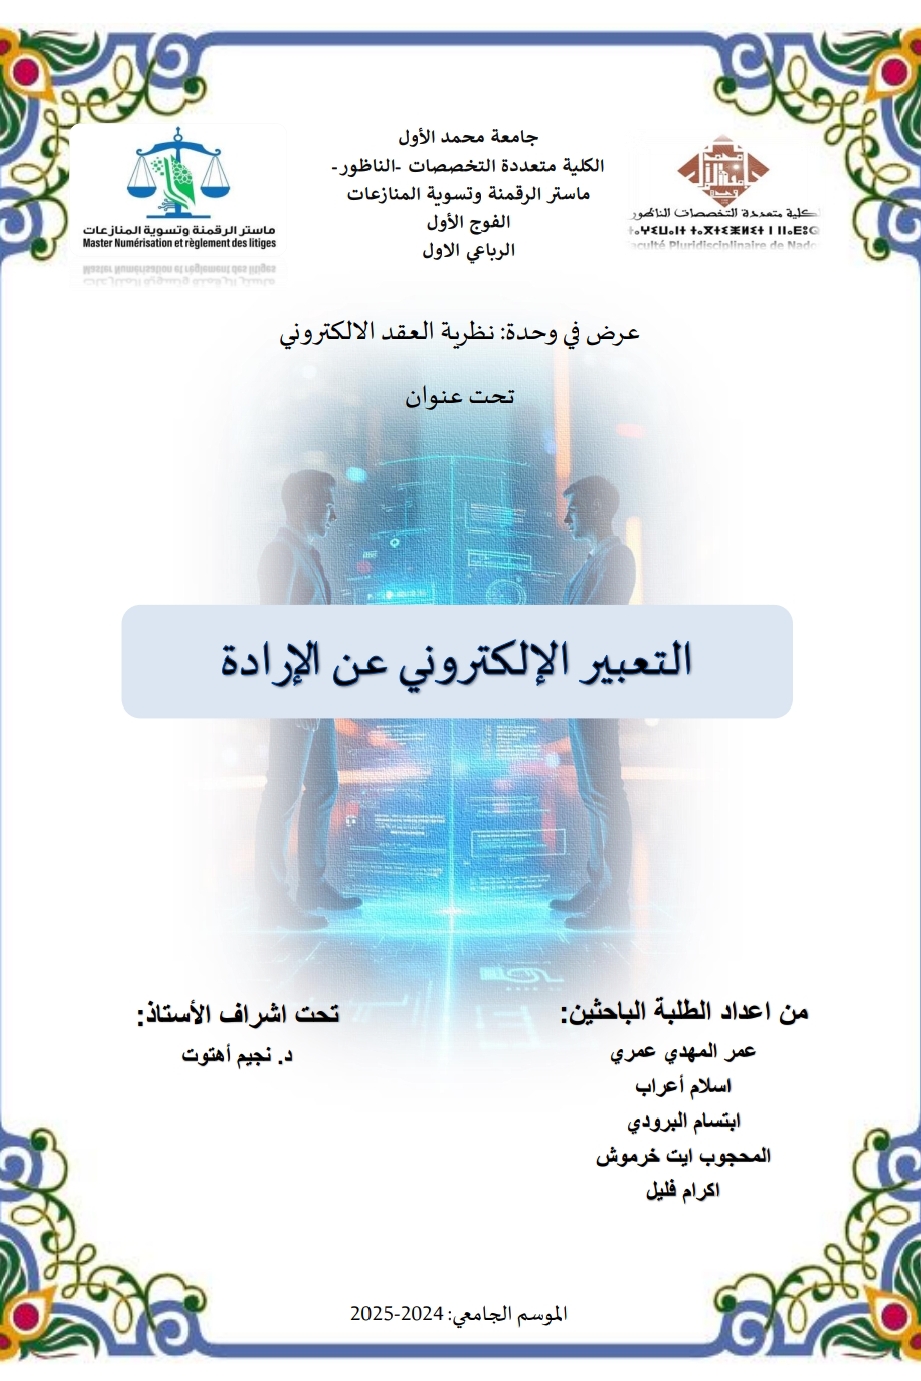 جامعة محمد الأول
الكلية متعددة التخصصات -الناظور-
ماستر الرقمنة وتسوية المنازعات
الفوج الأول
الرباعي الاول
ماستر الرقمنة وتسوية المنازعات
Master Numérisation et règlement des litiges
كلية متعددة التخصصات الناظور
aculté Pluridisciplinaire de Nado
عرض في وحدة: نظرية العقد الالكتروني
تحت عنوان
التعبير الإلكتروني عن الإرادة
من اعداد الطلبة الباحثين:
عمر المهدي عمري
اسلام أعراب
ابتسام البرودي
المحجوب ايت خرموش
اكرام فليل
تحت اشراف الأستاذ:
د. نجيم أهتوت
الموسم الجامعي: 2024-2025